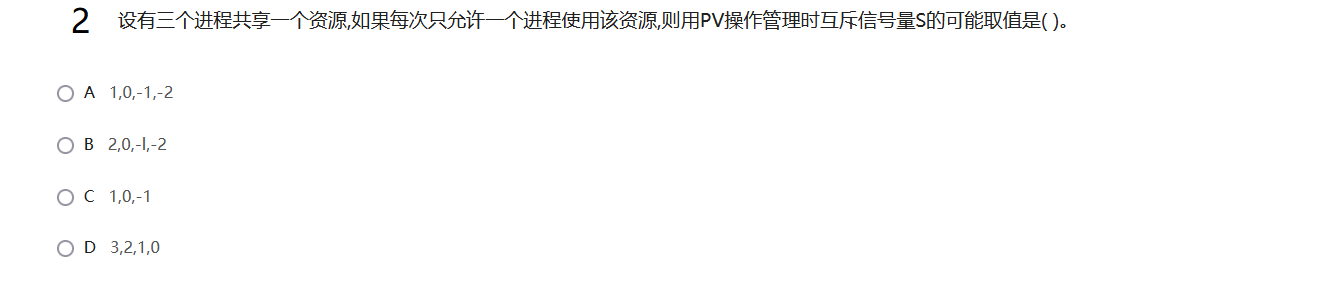 2 设有三个进程共享一个资源,如果每次只允许一个进程使用该资源,则用PV操作管理时互斥信号量S的可能取值是( )。
A 1,0,-1,-2
B 2,0,-l,-2
C 1,0,-1
D 3,2,1,0